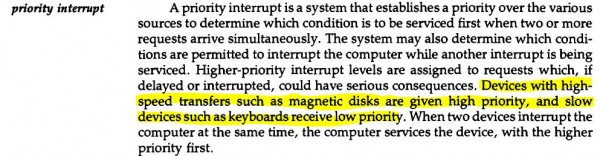 priority interrupt
A priority interrupt is a system that establishes a priority over the various
sources to determine which condition is to be serviced first when two or more
requests arrive simultaneously. The system may also determine which condi-
tions are permitted to interrupt the computer while another interrupt is being
serviced. Higher-priority interrupt levels are assigned to requests which, if
delayed or interrupted, could have serious consequences. Devices with high-
speed transfers such as magnetic disks are given high priority, and slow
devices such as keyboards receive low priority. When two devices interrupt the
computer at the same time, the computer services the device, with the higher
priority first.